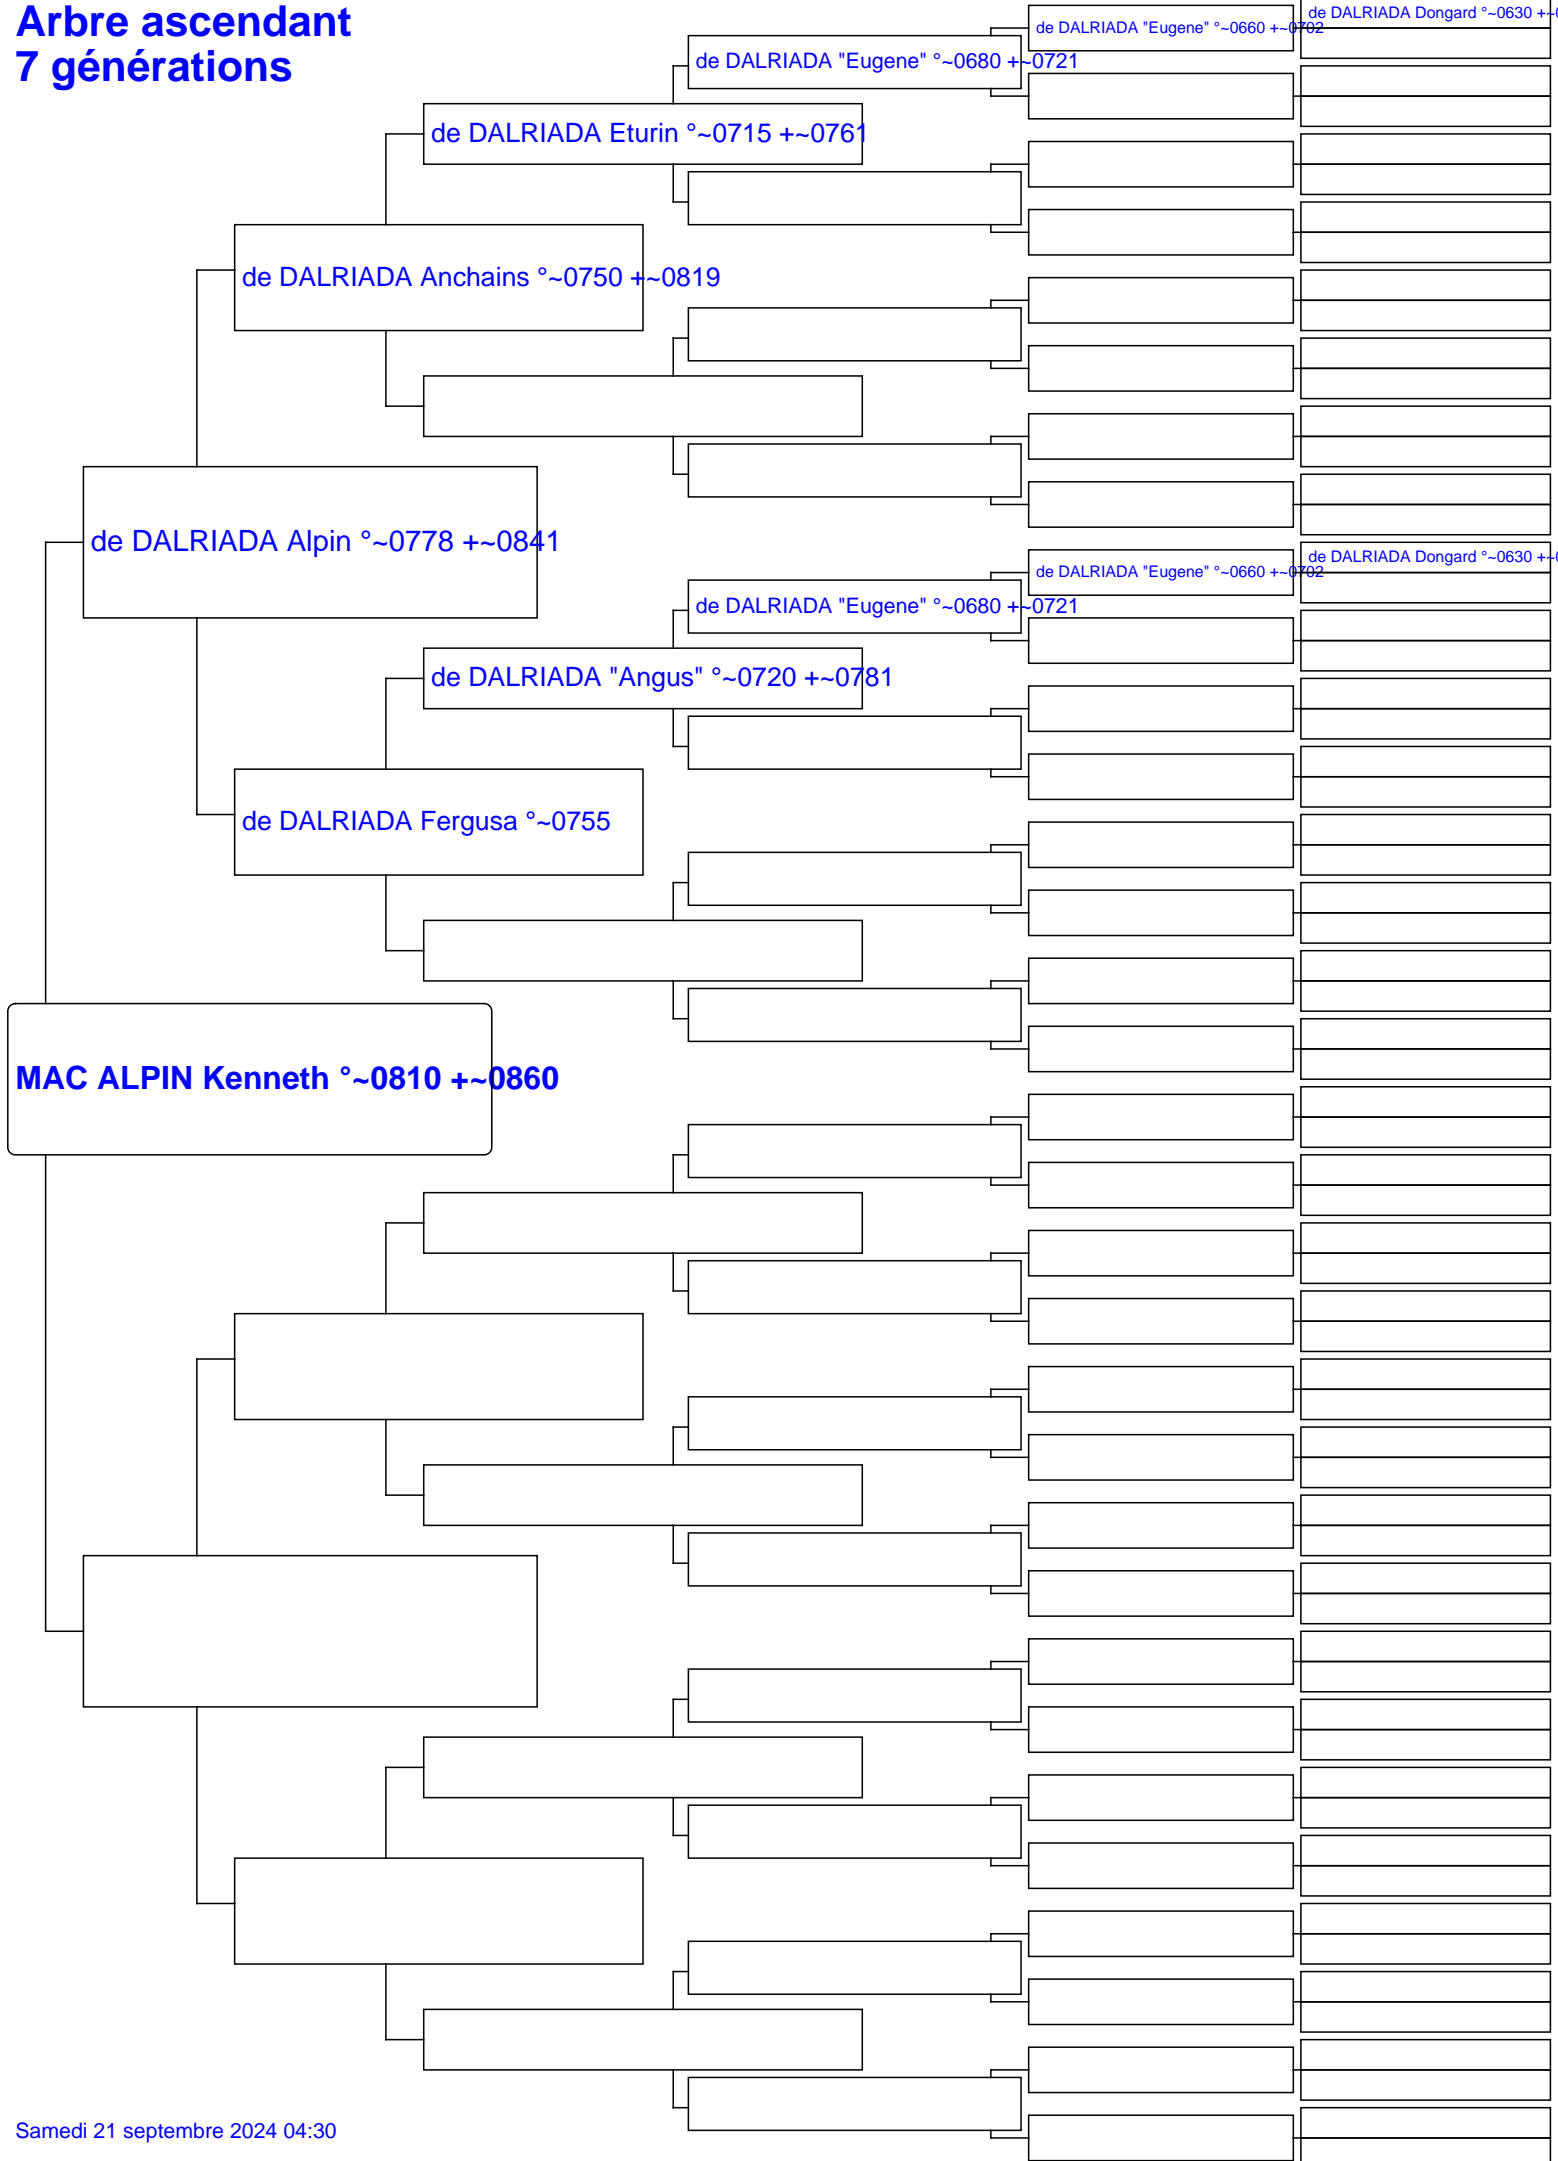 Arbre ascendant
7 générations
de DALRIADA Dongard °~0630 +~0
de DALRIADA "Eugene" °~0660 +~0702
de DALRIADA "Eugene" °~0680 +~0721
de DALRIADA Eturin °~0715 +~0761
de DALRIADA Anchains °~0750 +~0819
de DALRIADA Alpin °~0778 +~0841
de DALRIADA Dongard °~0630 +~0
de DALRIADA "Eugene" °~0660 +~0702
de DALRIADA "Eugene" °~0680 +~0721
de DALRIADA "Angus" °~0720 +~0781
de DALRIADA Fergusa °~0755
MAC ALPIN Kenneth °~0810 +~0860
Samedi 21 septembre 2024 04:30